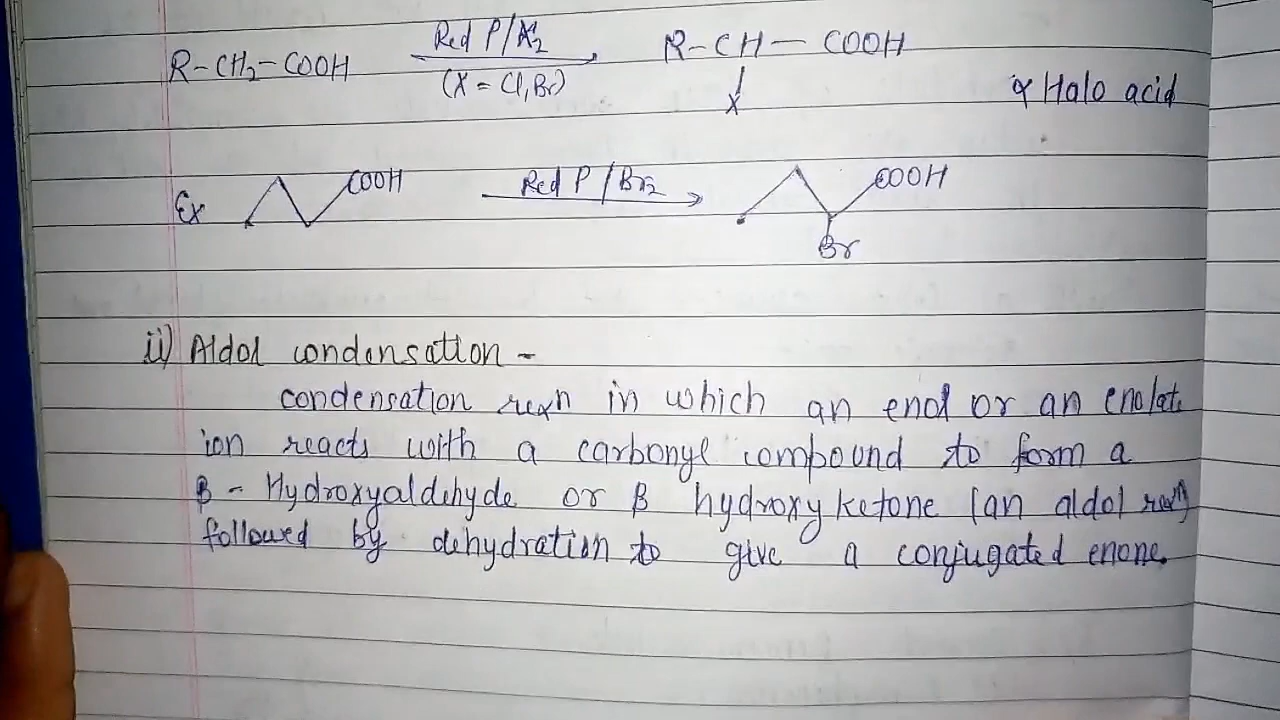 R-CH2-COOH Red P/X2 (X = Cl, Br) R-CH-COOH
X
α Halo acid
Ex COOH Red P/Br2 COOH
Br
ii) Aldol condensation -
condensation rexn in which an enol or an enolate
ion reacts with a carbonyl compound to form a
β - Hydroxyaldehyde or β hydroxy ketone (an aldol rexn)
followed by dehydration to give a conjugated enone.